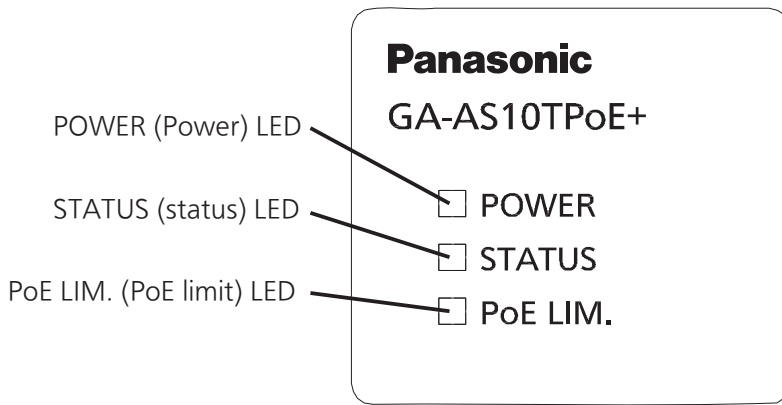 Panasonic
GA-AS10TPoE+
POWER (Power) LED
POWER
STATUS (status) LED
STATUS
PoE LIM. (PoE limit) LED
PoE LIM.